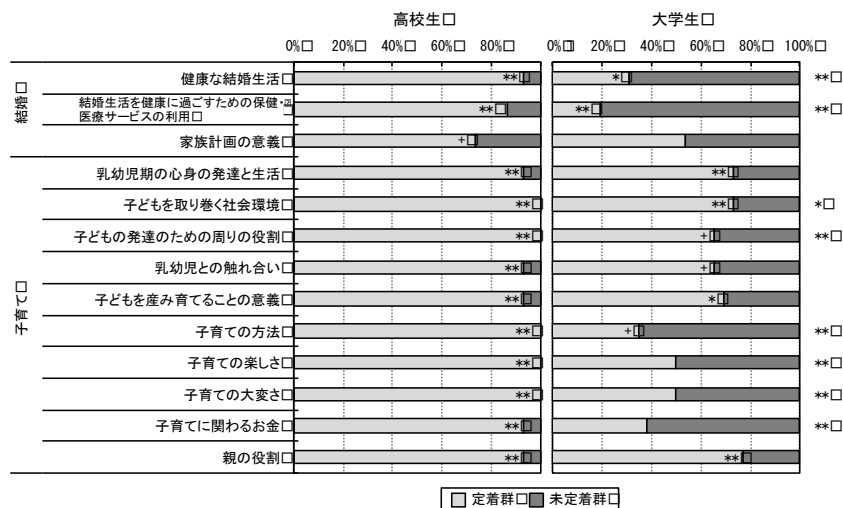 高校生□ 大学生□
0%□ 20%□ 40%□ 60%□ 80%□ 0%□ 20%□ 40%□ 60%□ 80%□ 100%□
結婚□
健康な結婚生活□ **□ *□ **□
結婚生活を健康に過ごすための保健・
医療サービスの利用□ **□ **□ **□
家族計画の意義□ +□
子育て□
乳幼児期の心身の発達と生活□ **□ **□
子どもを取り巻く社会環境□ **□ **□ *□
子どもの発達のための周りの役割□ **□ +□ **□
乳幼児との触れ合い□ **□ +□
子どもを産み育てることの意義□ **□ *□
子育ての方法□ **□ +□ **□
子育ての楽しさ□ **□ **□
子育ての大変さ□ **□ **□
子育てに関わるお金□ **□ **□
親の役割□ **□ **□
定着群□ 未定着群□